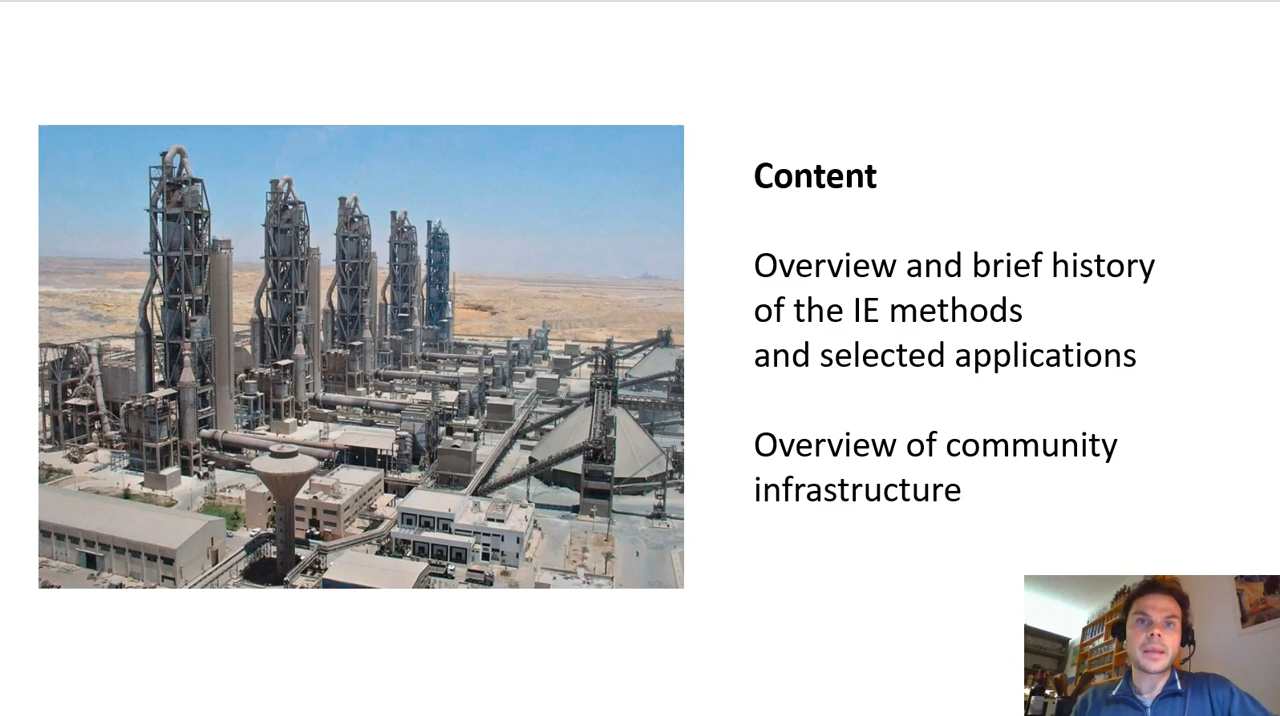 Content
Overview and brief history
of the IE methods
and selected applications
Overview of community
infrastructure